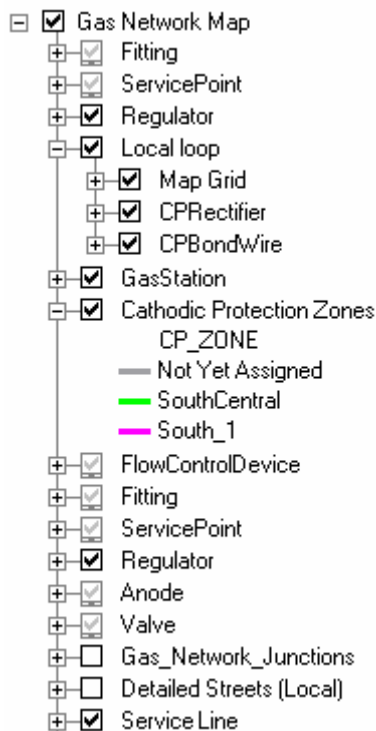 Gas Network Map
Fitting
ServicePoint
Regulator
Local loop
Map Grid
CPRectifier
CPBondWire
GasStation
Cathodic Protection Zones
CP_ZONE
Not Yet Assigned
SouthCentral
South_1
FlowControlDevice
Fitting
ServicePoint
Regulator
Anode
Valve
Gas_Network_Junctions
Detailed Streets (Local)
Service Line